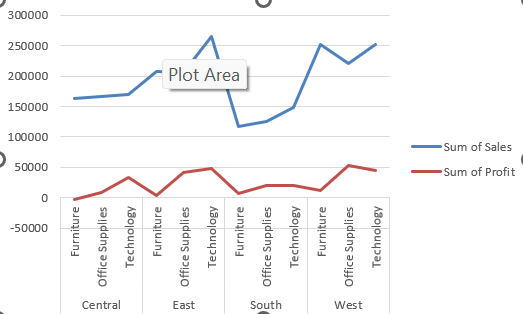 300000
250000
200000
150000
100000
50000
0
-50000
Plot Area
Sum of Sales
Sum of Profit
Furniture
Office Supplies
Technology
Furniture
Office Supplies
Technology
Furniture
Office Supplies
Technology
Furniture
Office Supplies
Technology
Central
East
South
West